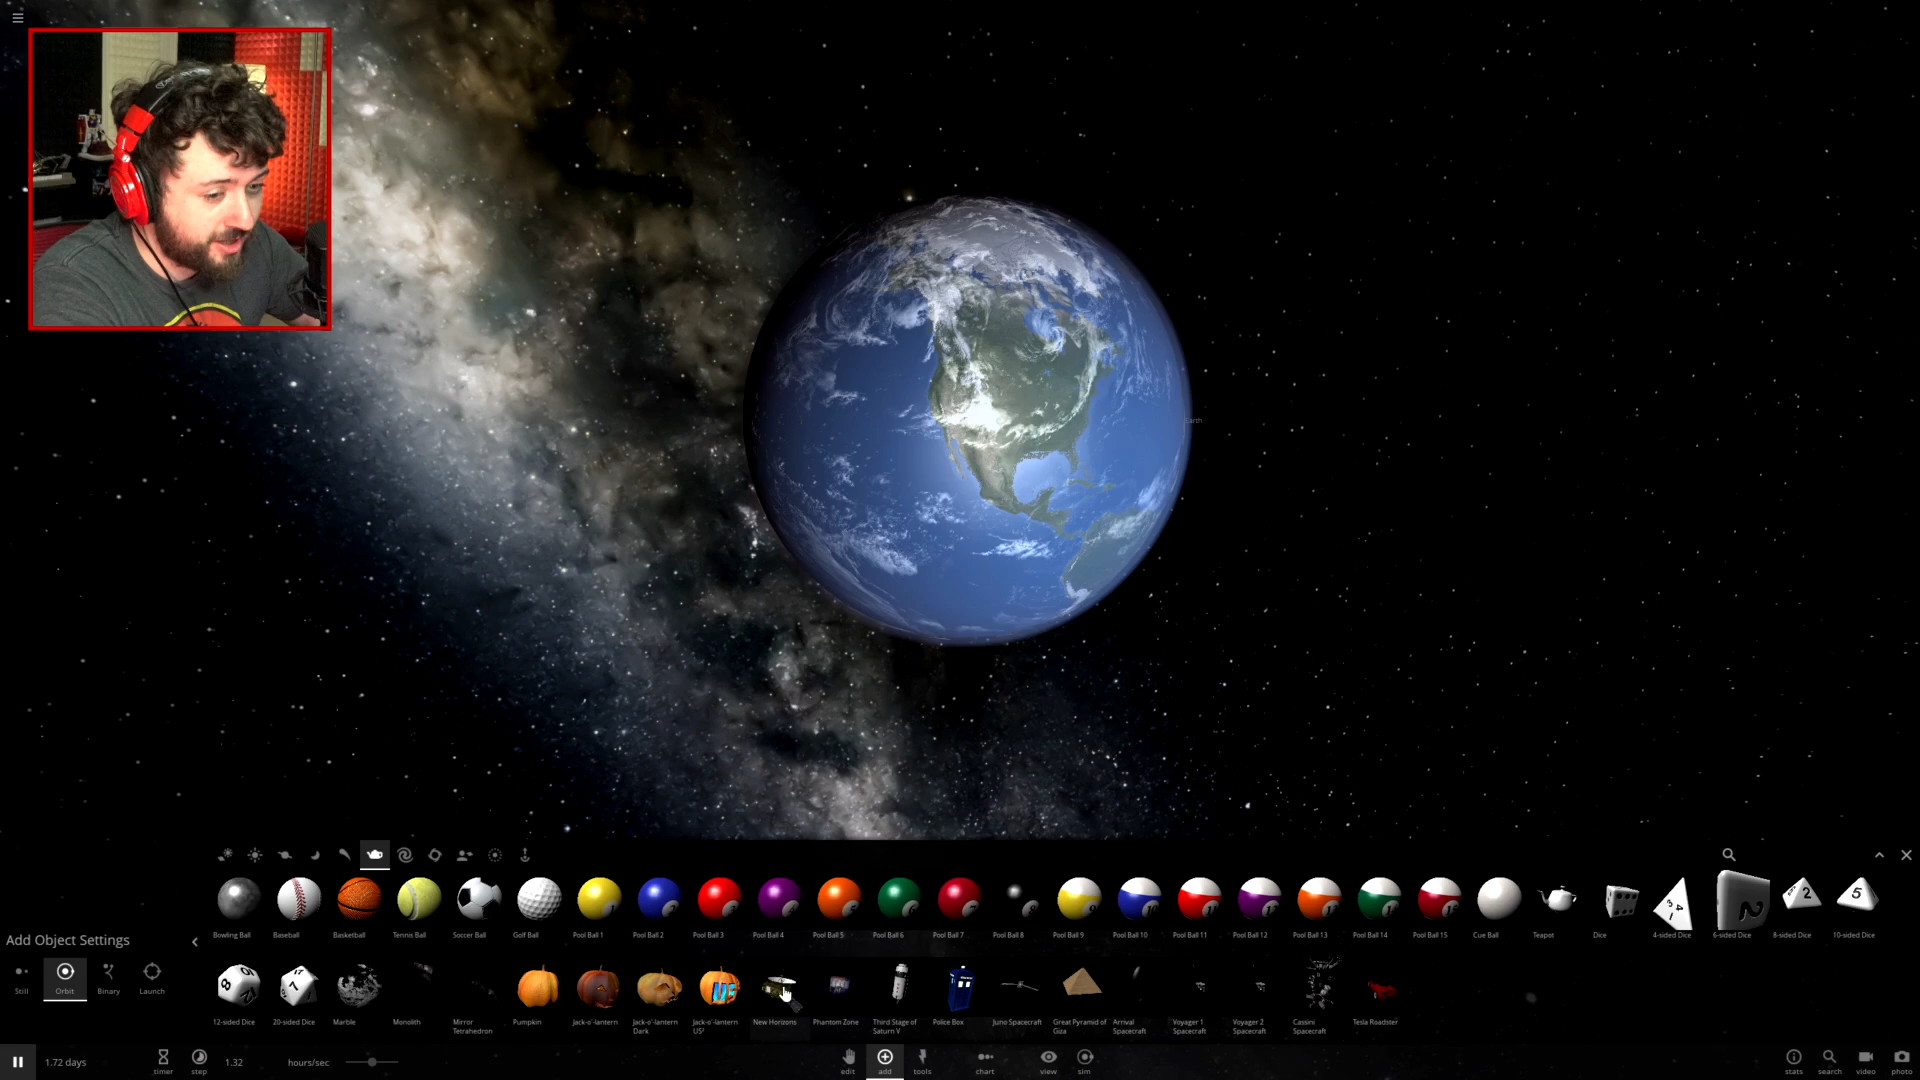 Earth
Bowling Ball
Baseball
Basketball
Tennis Ball
Soccer Ball
Golf Ball
Pool Ball 1
Pool Ball 2
Pool Ball 3
Pool Ball 4
Pool Ball 5
Pool Ball 6
Pool Ball 7
Pool Ball 8
Pool Ball 9
Pool Ball 10
Pool Ball 11
Pool Ball 12
Pool Ball 13
Pool Ball 14
Pool Ball 15
Cue Ball
Teapot
Dice
4-sided Dice
6-sided Dice
8-sided Dice
10-sided Dice
Add Object Settings
Still
Orbit
Binary
Launch
12-sided Dice
20-sided Dice
Marble
Monolith
Mirror
Tetrahedron
Pumpkin
Jack-o'-lantern
Jack-o'-lantern
Dark
Jack-o'-lantern
US²
New Horizons
Phantom Zone
Third Stage of
Saturn V
Police Box
Juno Spacecraft
Great Pyramid of
Giza
Arrival
Spacecraft
Voyager 1
Spacecraft
Voyager 2
Spacecraft
Cassini
Spacecraft
Tesla Roadster
1.72 days
timer
step
1.32
hours/sec
edit
add
tools
chart
view
sim
stats
search
video
photo